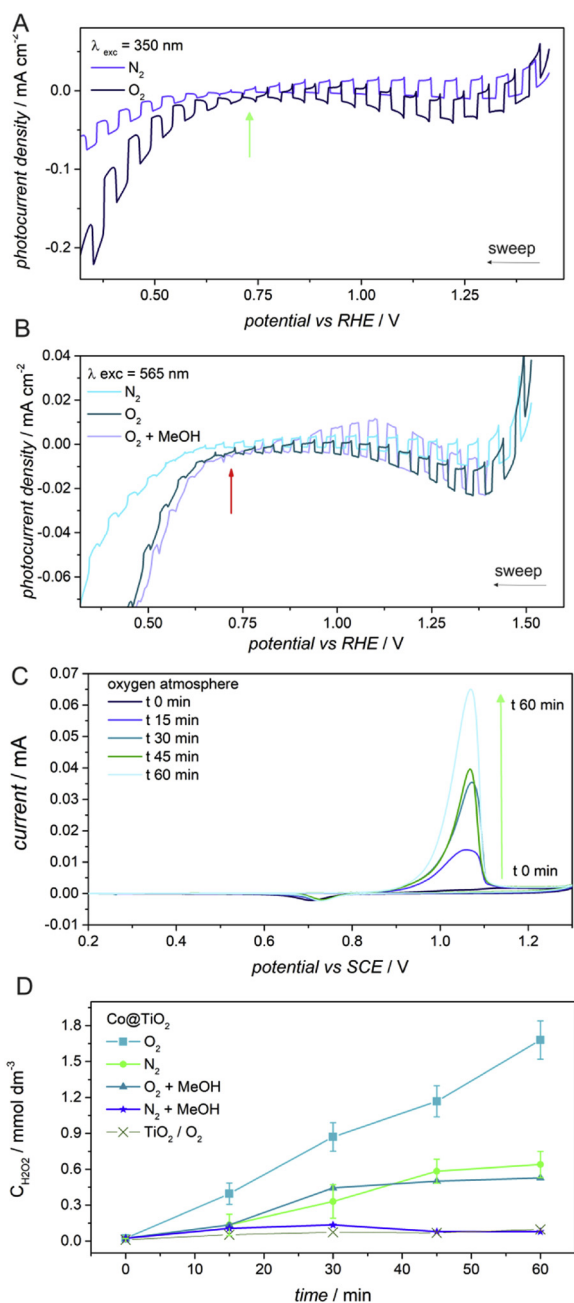 A
λ exc = 350 nm
N2
O2
photocurrent density / mA cm-2
0.0
-0.1
-0.2
sweep
0.50 0.75 1.00 1.25
potential vs RHE / V
B
λ exc = 565 nm
N2
O2
O2 + MeOH
photocurrent density / mA cm-2
0.04
0.02
0.00
-0.02
-0.04
-0.06
sweep
0.50 0.75 1.00 1.25 1.50
potential vs RHE / V
C
oxygen atmosphere
t 0 min
t 15 min
t 30 min
t 45 min
t 60 min
t 60 min
t 0 min
current / mA
0.07
0.06
0.05
0.04
0.03
0.02
0.01
0.00
-0.01
0.2 0.4 0.6 0.8 1.0 1.2
potential vs SCE / V
D
Co@TiO2
O2
N2
O2 + MeOH
N2 + MeOH
TiO2 / O2
CH2O2 / mmol dm-3
1.8
1.5
1.2
0.9
0.6
0.3
0.0
0 10 20 30 40 50 60
time / min